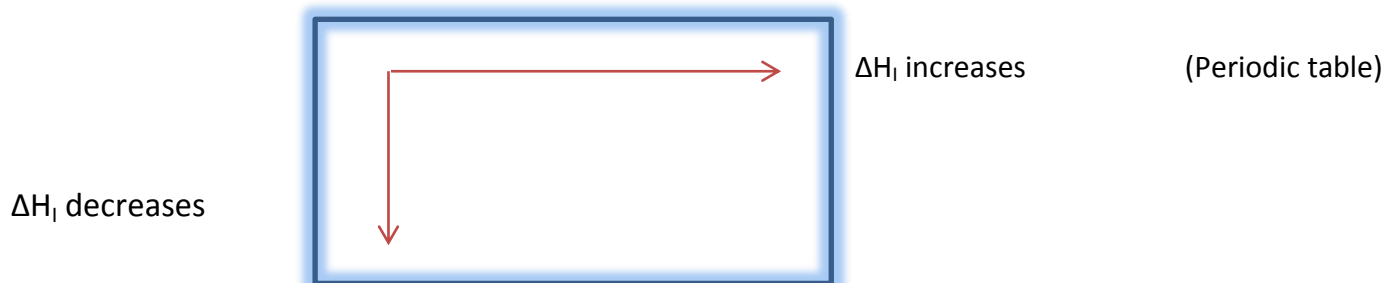 ΔHI increases (Periodic table)
ΔHI decreases